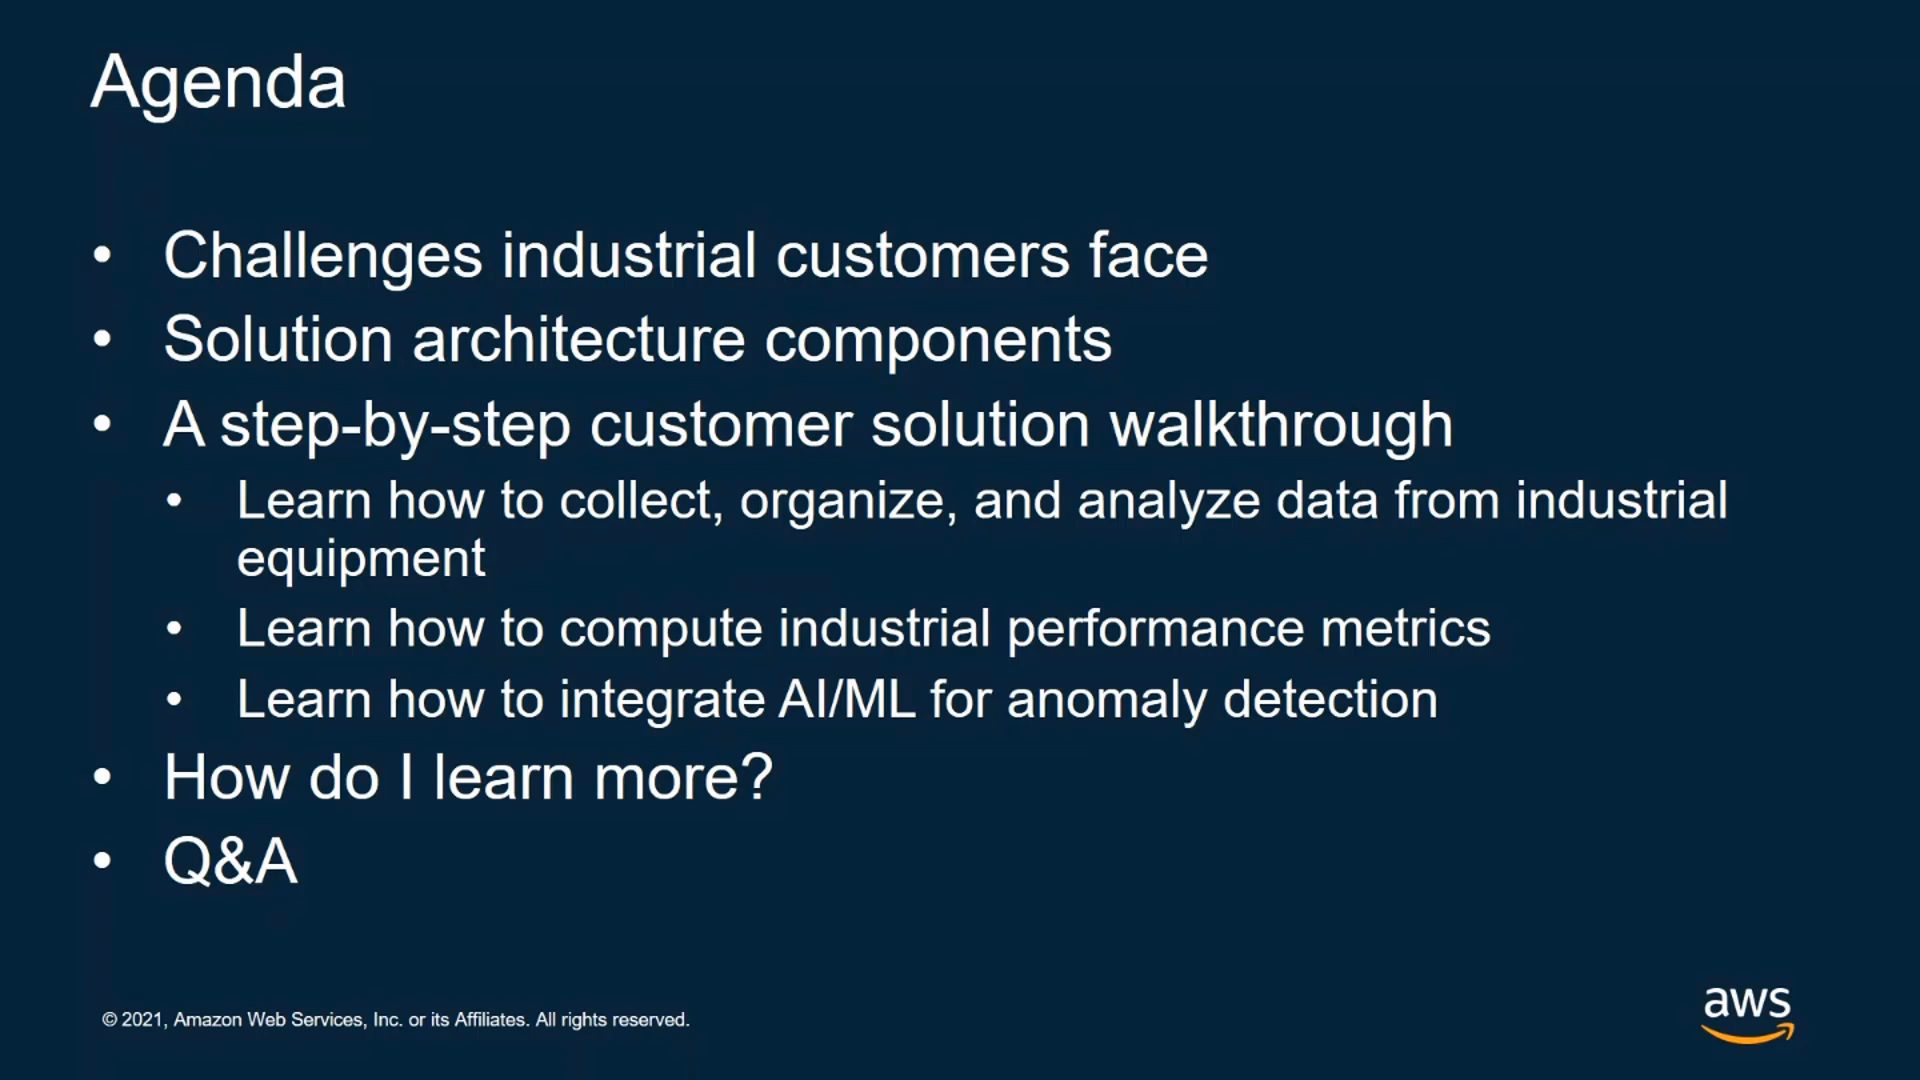 Agenda
• Challenges industrial customers face
• Solution architecture components
• A step-by-step customer solution walkthrough
• Learn how to collect, organize, and analyze data from industrial
equipment
• Learn how to compute industrial performance metrics
• Learn how to integrate AI/ML for anomaly detection
• How do I learn more?
• Q&A
© 2021, Amazon Web Services, Inc. or its Affiliates. All rights reserved.
aws